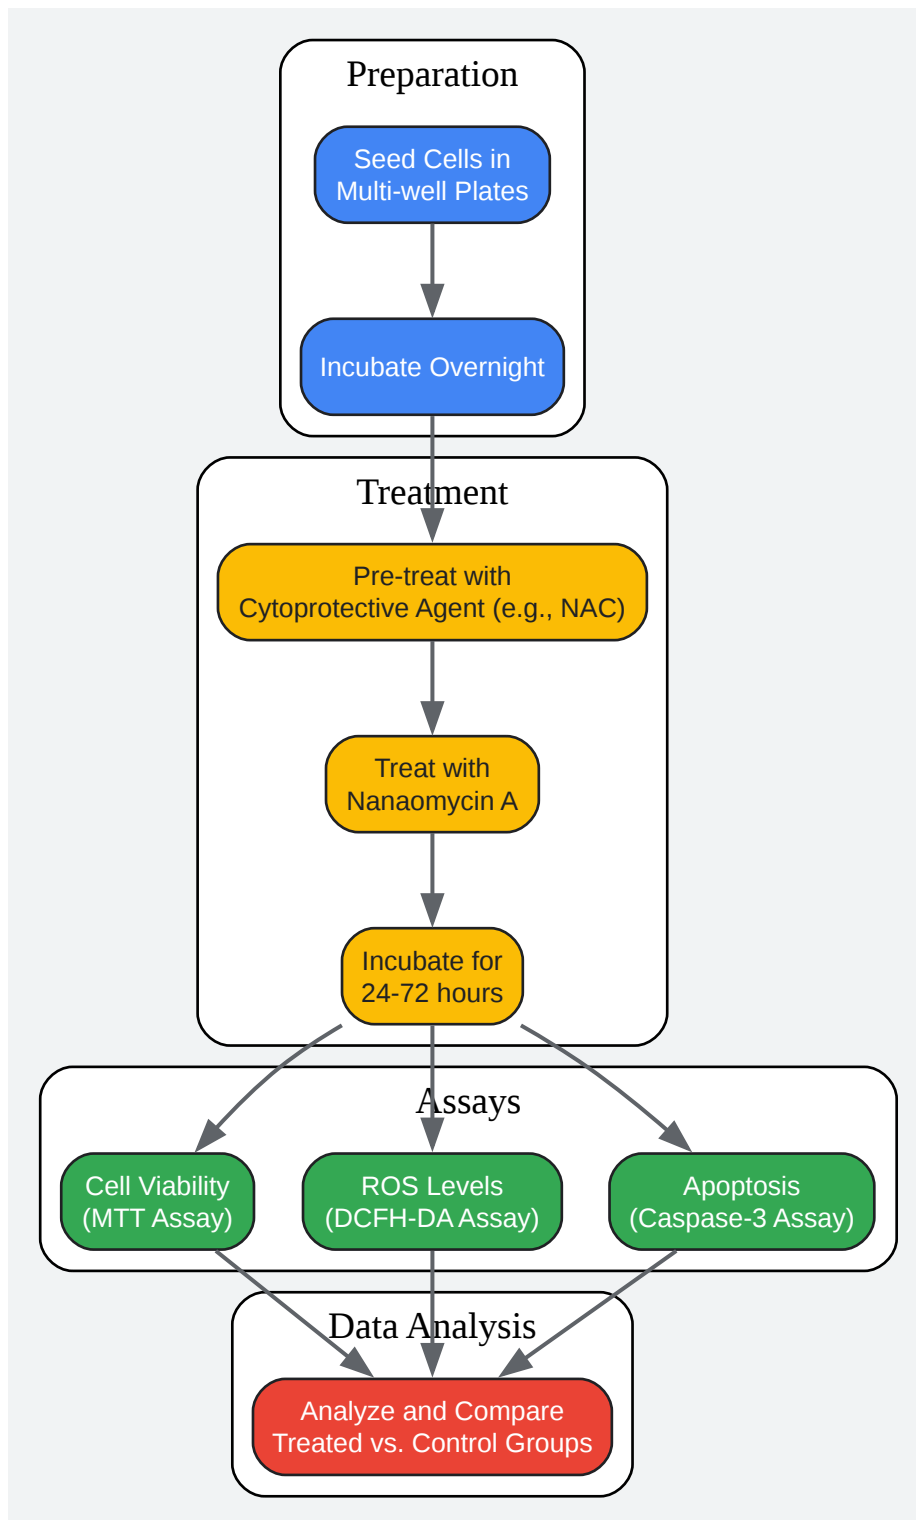 Preparation
Seed Cells in
Multi-well Plates
Incubate Overnight
Treatment
Pre-treat with
Cytoprotective Agent (e.g., NAC)
Treat with
Nanaomycin A
Incubate for
24-72 hours
Assays
Cell Viability
(MTT Assay)
ROS Levels
(DCFH-DA Assay)
Apoptosis
(Caspase-3 Assay)
Data Analysis
Analyze and Compare
Treated vs. Control Groups